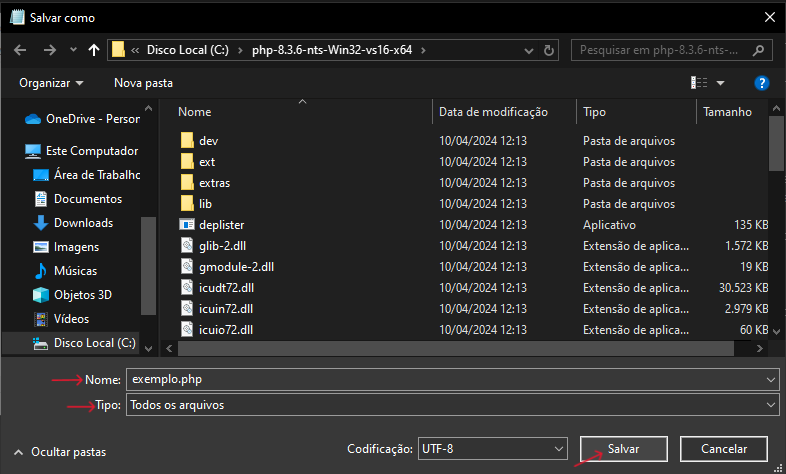 Salvar como
« Disco Local (C:) > php-8.3.6-nts-Win32-vs16-x64 >
Pesquisar em php-8.3.6-nts-...
Organizar Nova pasta ?
Nome Data de modificação Tipo Tamanho
OneDrive - Person
Este Computador
Área de Trabalho
Documentos
Downloads
Imagens
Músicas
Objetos 3D
Vídeos
Disco Local (C:)
dev 10/04/2024 12:13 Pasta de arquivos
ext 10/04/2024 12:13 Pasta de arquivos
extras 10/04/2024 12:13 Pasta de arquivos
lib 10/04/2024 12:13 Pasta de arquivos
deplister 10/04/2024 12:13 Aplicativo 135 KB
glib-2.dll 10/04/2024 12:13 Extensão de aplica... 1.572 KB
gmodule-2.dll 10/04/2024 12:13 Extensão de aplica... 19 KB
icudt72.dll 10/04/2024 12:13 Extensão de aplica... 30.523 KB
icuin72.dll 10/04/2024 12:13 Extensão de aplica... 2.979 KB
icuio72.dll 10/04/2024 12:13 Extensão de aplica... 60 KB
Nome: exemplo.php
Tipo: Todos os arquivos
Ocultar pastas
Codificação: UTF-8
Salvar
Cancelar